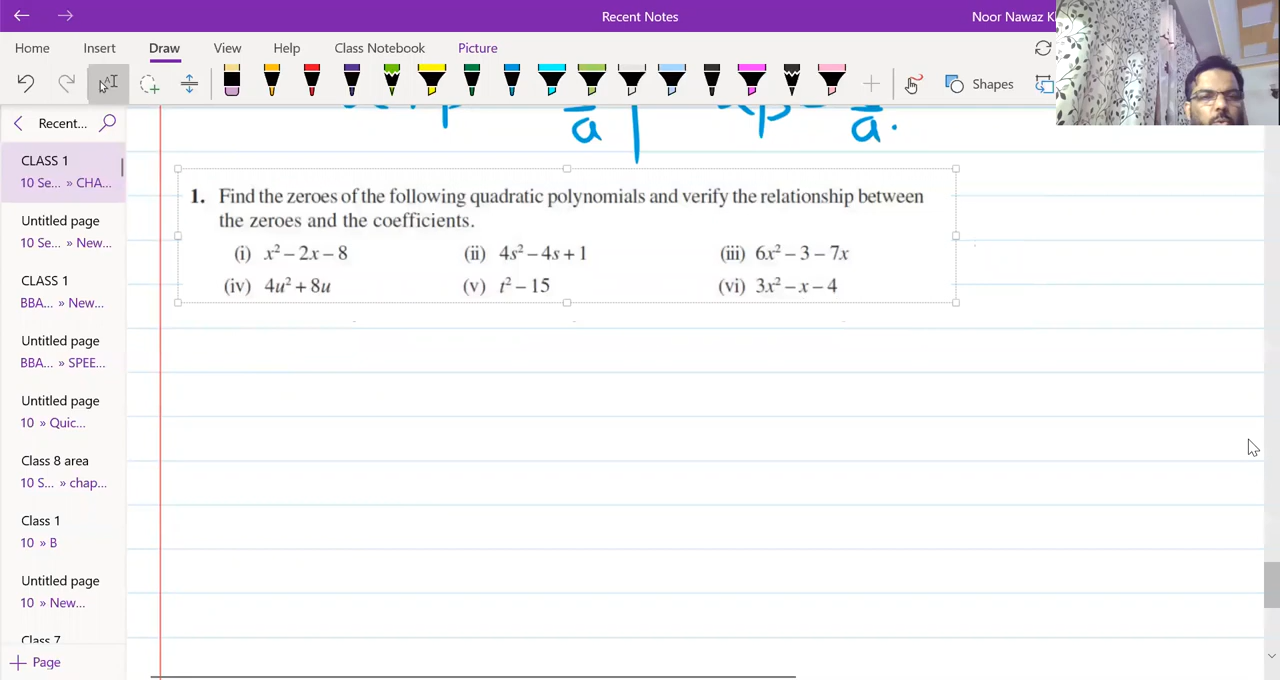 Recent Notes
Noor Nawaz K
Home Insert Draw View Help Class Notebook Picture
Shapes
Recent...
CLASS 1
10 Se... » CHA...
Untitled page
10 Se... » New...
CLASS 1
BBA... » New...
Untitled page
BBA... » SPEE...
Untitled page
10 » Quic...
Class 8 area
10 S... » chap...
Class 1
10 » B
Untitled page
10 » New...
Class 7
+ Page
a
a.
1. Find the zeroes of the following quadratic polynomials and verify the relationship between
the zeroes and the coefficients.
(i) x² – 2x – 8 (ii) 4s² – 4s + 1 (iii) 6x² – 3 – 7x
(iv) 4u² + 8u (v) t² – 15 (vi) 3x² – x – 4